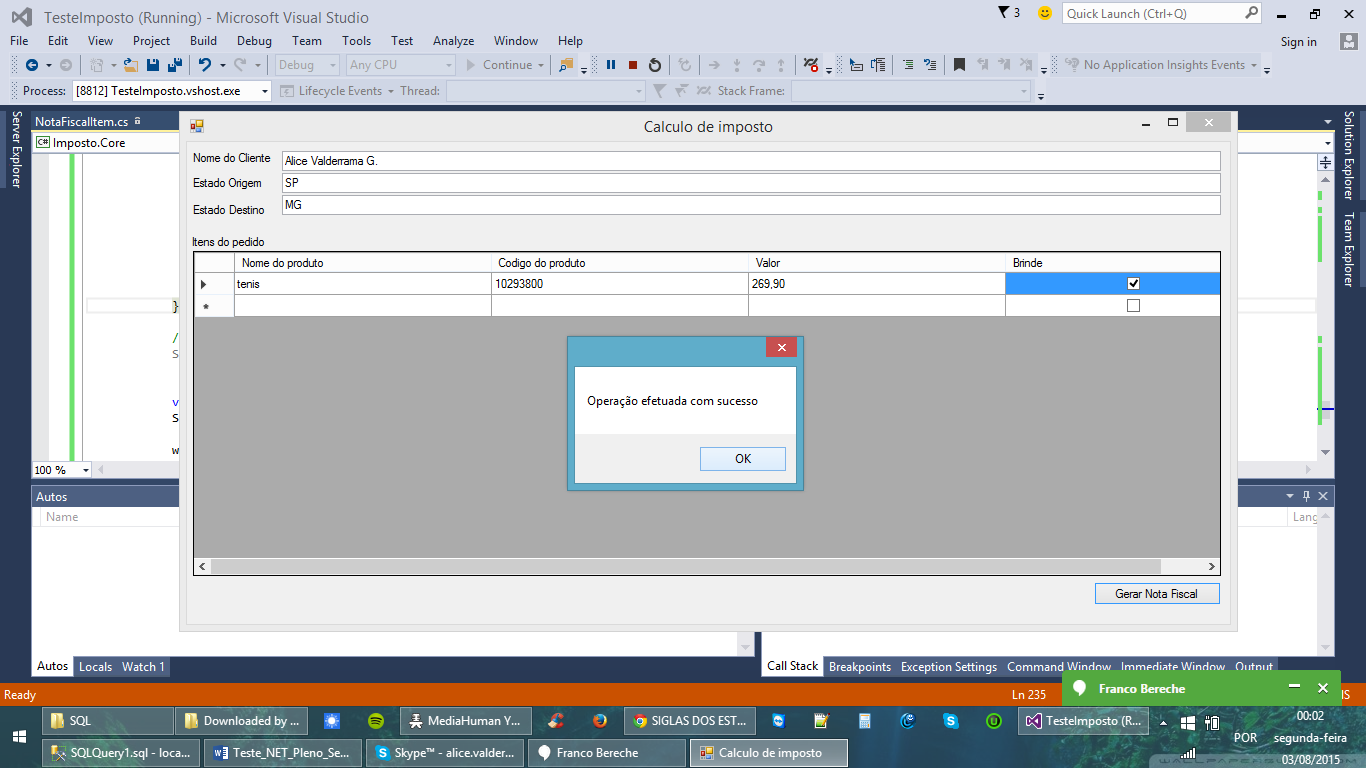 TesteImposto (Running) - Microsoft Visual Studio
3
Quick Launch (Ctrl+Q)
File Edit View Project Build Debug Team Tools Test Analyze Window Help
Sign in
Debug Any CPU Continue
No Application Insights Events
Process: [8812] TesteImposto.vshost.exe Lifecycle Events Thread: Stack Frame:
Server Explorer
NotaFiscalItem.cs
C# Imposto.Core
Solution Explorer
Team Explorer
Calculo de imposto
Nome do Cliente Alice Valderrama G.
Estado Origem SP
Estado Destino MG
Itens do pedido
Nome do produto Codigo do produto Valor Brinde
tenis 10293800 269,90
*
}
/
S
v
S
w
Operação efetuada com sucesso
OK
100 %
Autos
Name
Lang
Gerar Nota Fiscal
Autos Locals Watch 1
Call Stack Breakpoints Exception Settings Command Window Immediate Window Output
Ready
Ln 235
NS
Franco Bereche
SQL
Downloaded by ...
MediaHuman Y...
SIGLAS DOS EST...
TesteImposto (R...
SQLQuery1.sql - loca...
Teste_NET_Pleno_Se...
Skype™ - alice.valder...
Franco Bereche
Calculo de imposto
POR
00:02
segunda-feira
03/08/2015